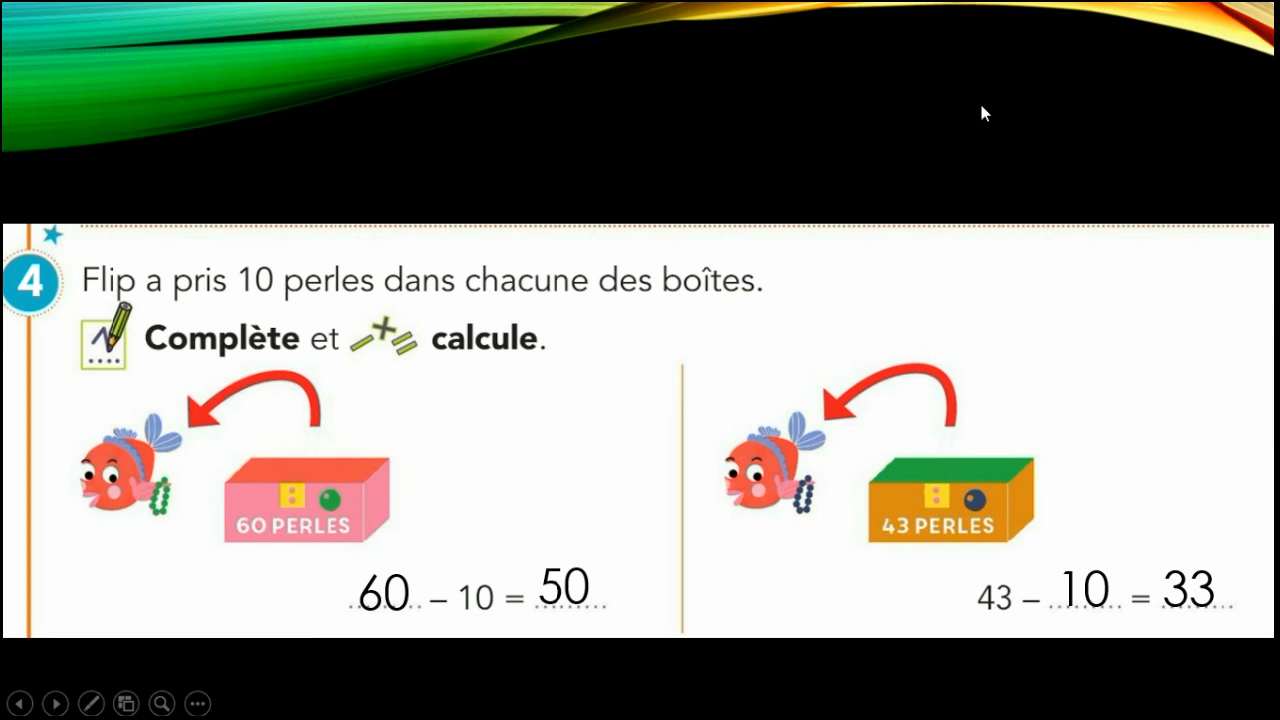 4
Flip a pris 10 perles dans chacune des boîtes.
Complète et calcule.
60 PERLES
60 – 10 = 50
43 PERLES
43 – 10 = 33